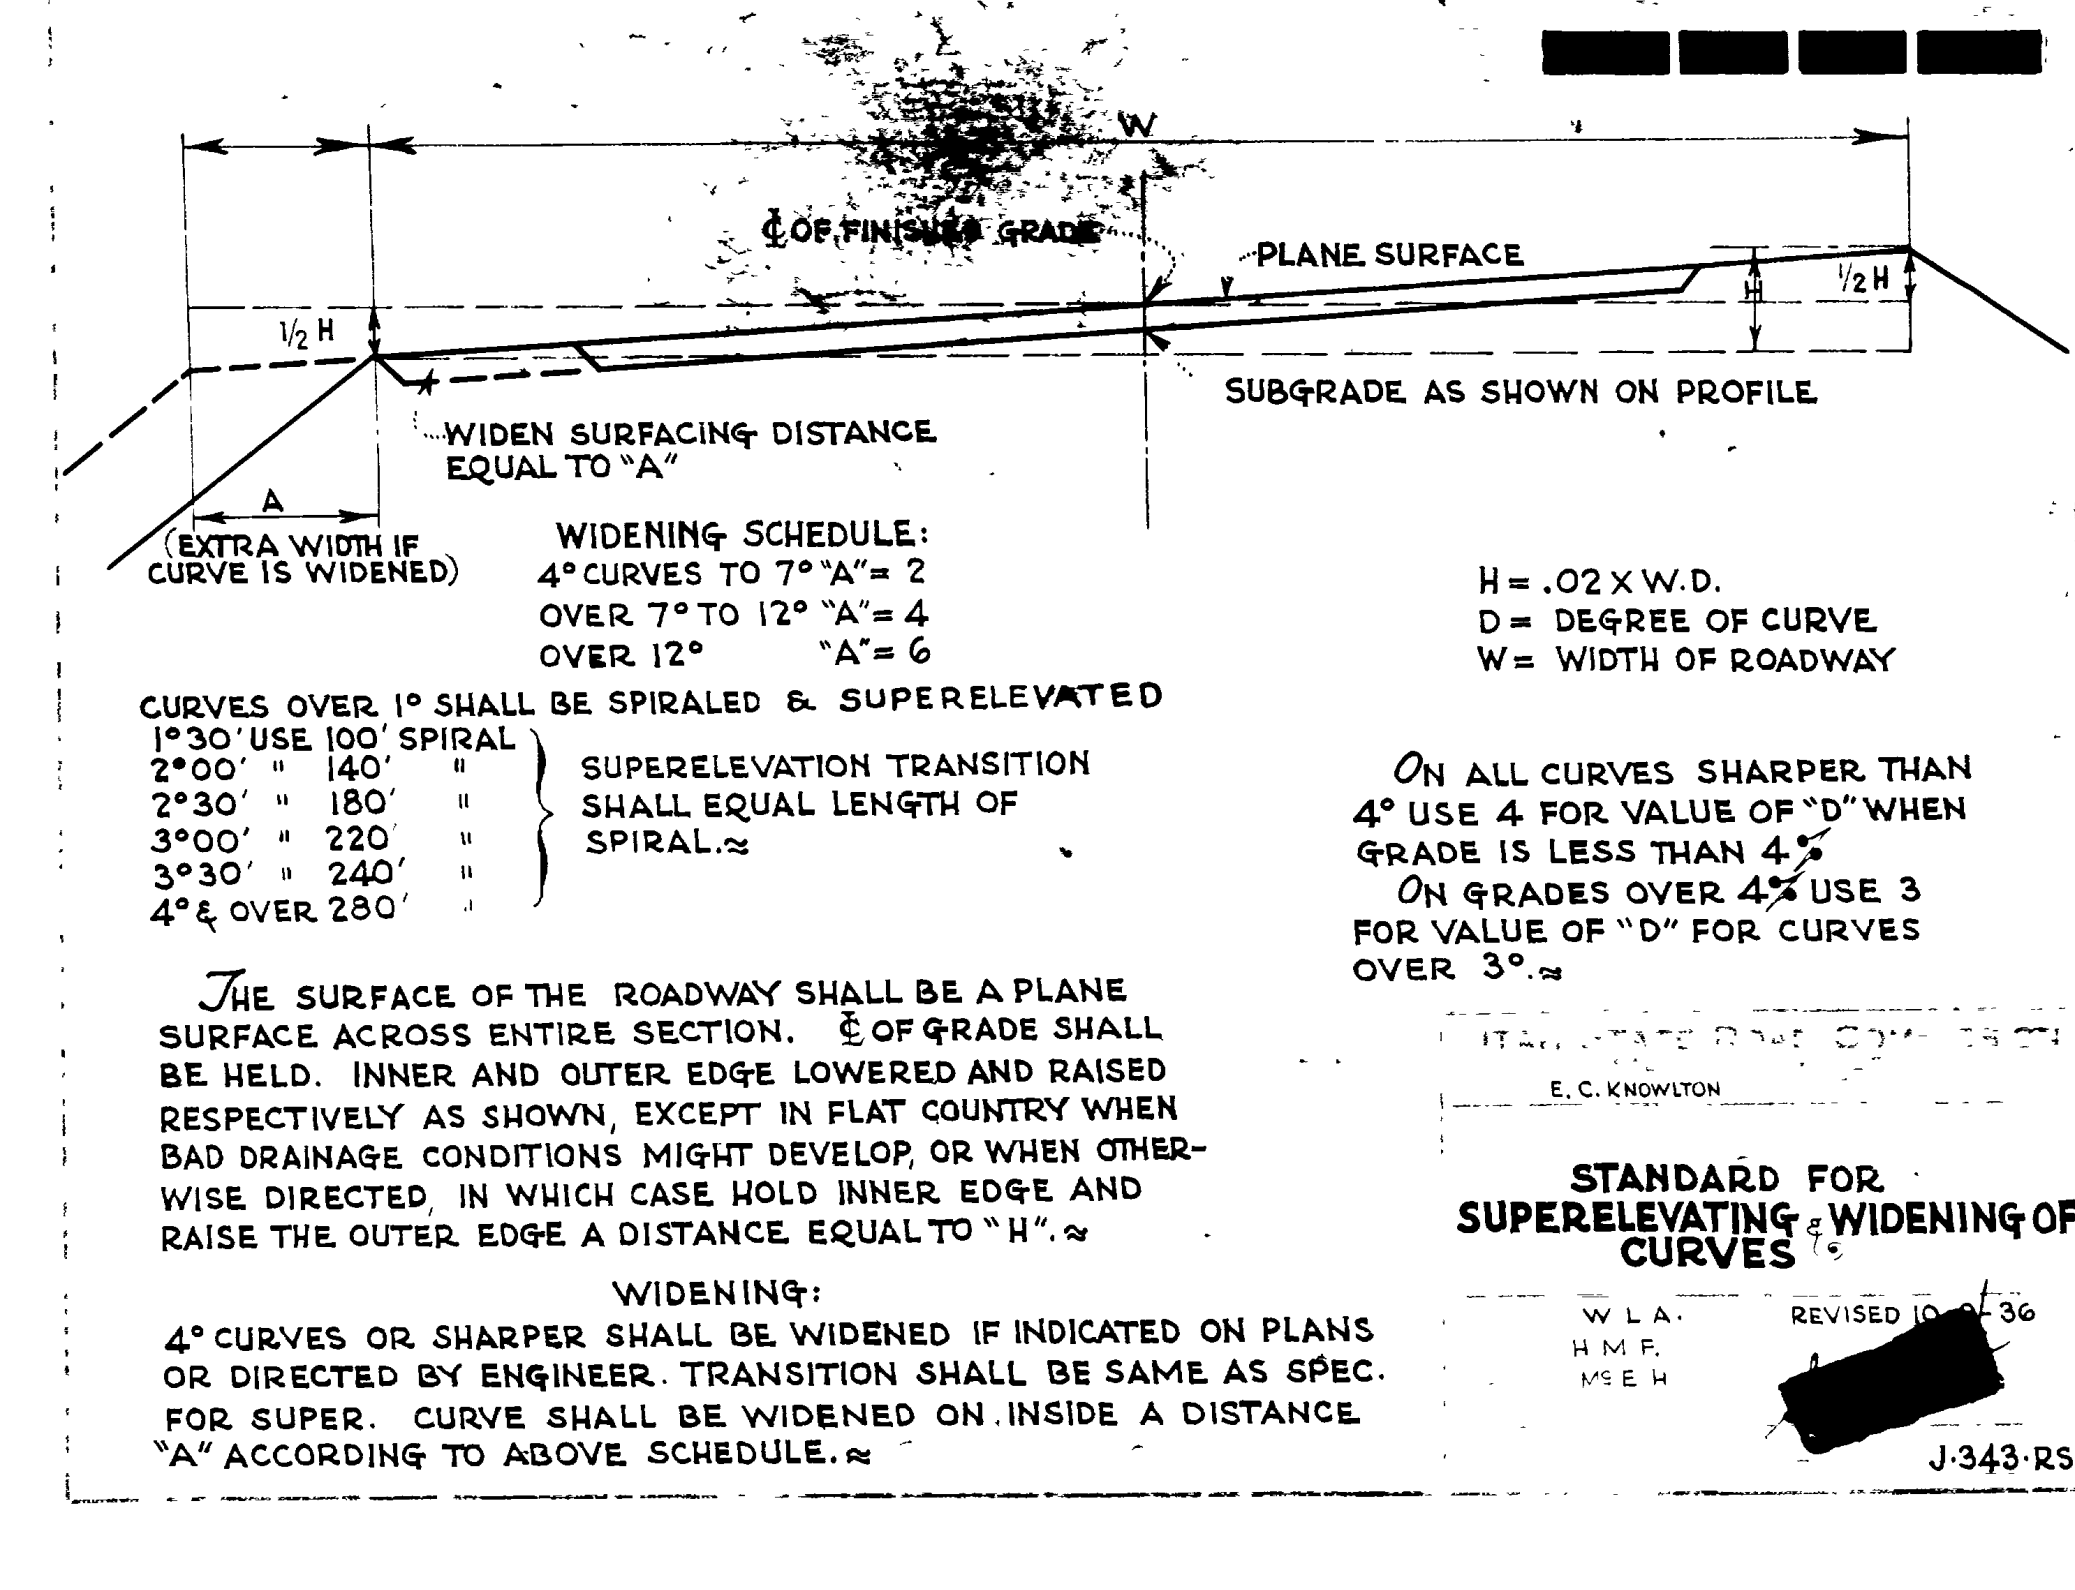 W
℄ OF FINISHED GRADE
PLANE SURFACE
1/2 H
H
1/2 H
SUBGRADE AS SHOWN ON PROFILE
WIDEN SURFACING DISTANCE
EQUAL TO "A"
A
(EXTRA WIDTH IF
CURVE IS WIDENED)
WIDENING SCHEDULE:
4° CURVES TO 7° "A"= 2
OVER 7° TO 12° "A"= 4
OVER 12° "A"= 6
H = .02 X W.D.
D = DEGREE OF CURVE
W = WIDTH OF ROADWAY
CURVES OVER 1° SHALL BE SPIRALED & SUPERELEVATED
1°30' USE 100' SPIRAL
2°00' " 140' "
2°30' " 180' "
3°00' " 220' "
3°30' " 240' "
4° & OVER 280' "
SUPERELEVATION TRANSITION
SHALL EQUAL LENGTH OF
SPIRAL.≈
ON ALL CURVES SHARPER THAN
4° USE 4 FOR VALUE OF "D" WHEN
GRADE IS LESS THAN 4%
ON GRADES OVER 4% USE 3
FOR VALUE OF "D" FOR CURVES
OVER 3°.≈
THE SURFACE OF THE ROADWAY SHALL BE A PLANE
SURFACE ACROSS ENTIRE SECTION. ℄ OF GRADE SHALL
BE HELD. INNER AND OUTER EDGE LOWERED AND RAISED
RESPECTIVELY AS SHOWN, EXCEPT IN FLAT COUNTRY WHEN
BAD DRAINAGE CONDITIONS MIGHT DEVELOP, OR WHEN OTHER-
WISE DIRECTED, IN WHICH CASE HOLD INNER EDGE AND
RAISE THE OUTER EDGE A DISTANCE EQUAL TO "H".≈
WIDENING:
4° CURVES OR SHARPER SHALL BE WIDENED IF INDICATED ON PLANS
OR DIRECTED BY ENGINEER. TRANSITION SHALL BE SAME AS SPEC.
FOR SUPER. CURVE SHALL BE WIDENED ON INSIDE A DISTANCE
"A" ACCORDING TO ABOVE SCHEDULE.≈
STATE ROAD
E. C. KNOWLTON
STANDARD FOR
SUPERELEVATING & WIDENING OF
CURVES
W L A.
H M F.
Mc E H
REVISED 10 36
J.343.RS